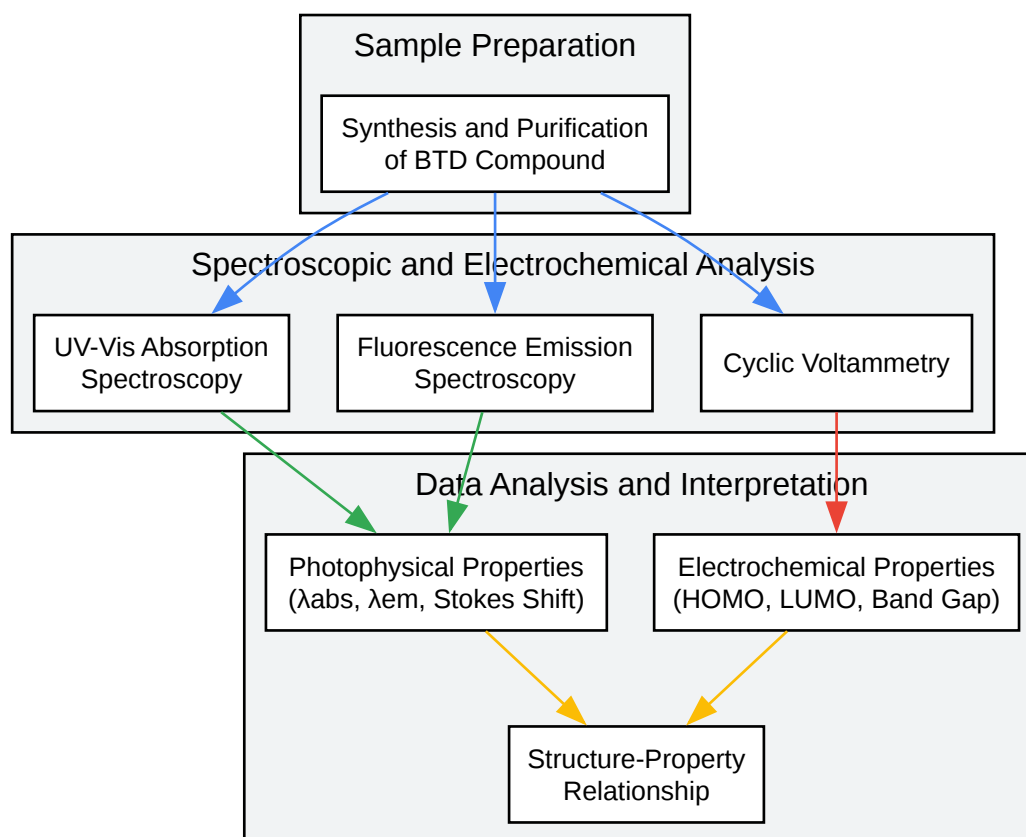 Sample Preparation
Synthesis and Purification
of BTD Compound
Spectroscopic and Electrochemical Analysis
UV-Vis Absorption
Spectroscopy
Fluorescence Emission
Spectroscopy
Cyclic Voltammetry
Data Analysis and Interpretation
Photophysical Properties
(λabs, λem, Stokes Shift)
Electrochemical Properties
(HOMO, LUMO, Band Gap)
Structure-Property
Relationship